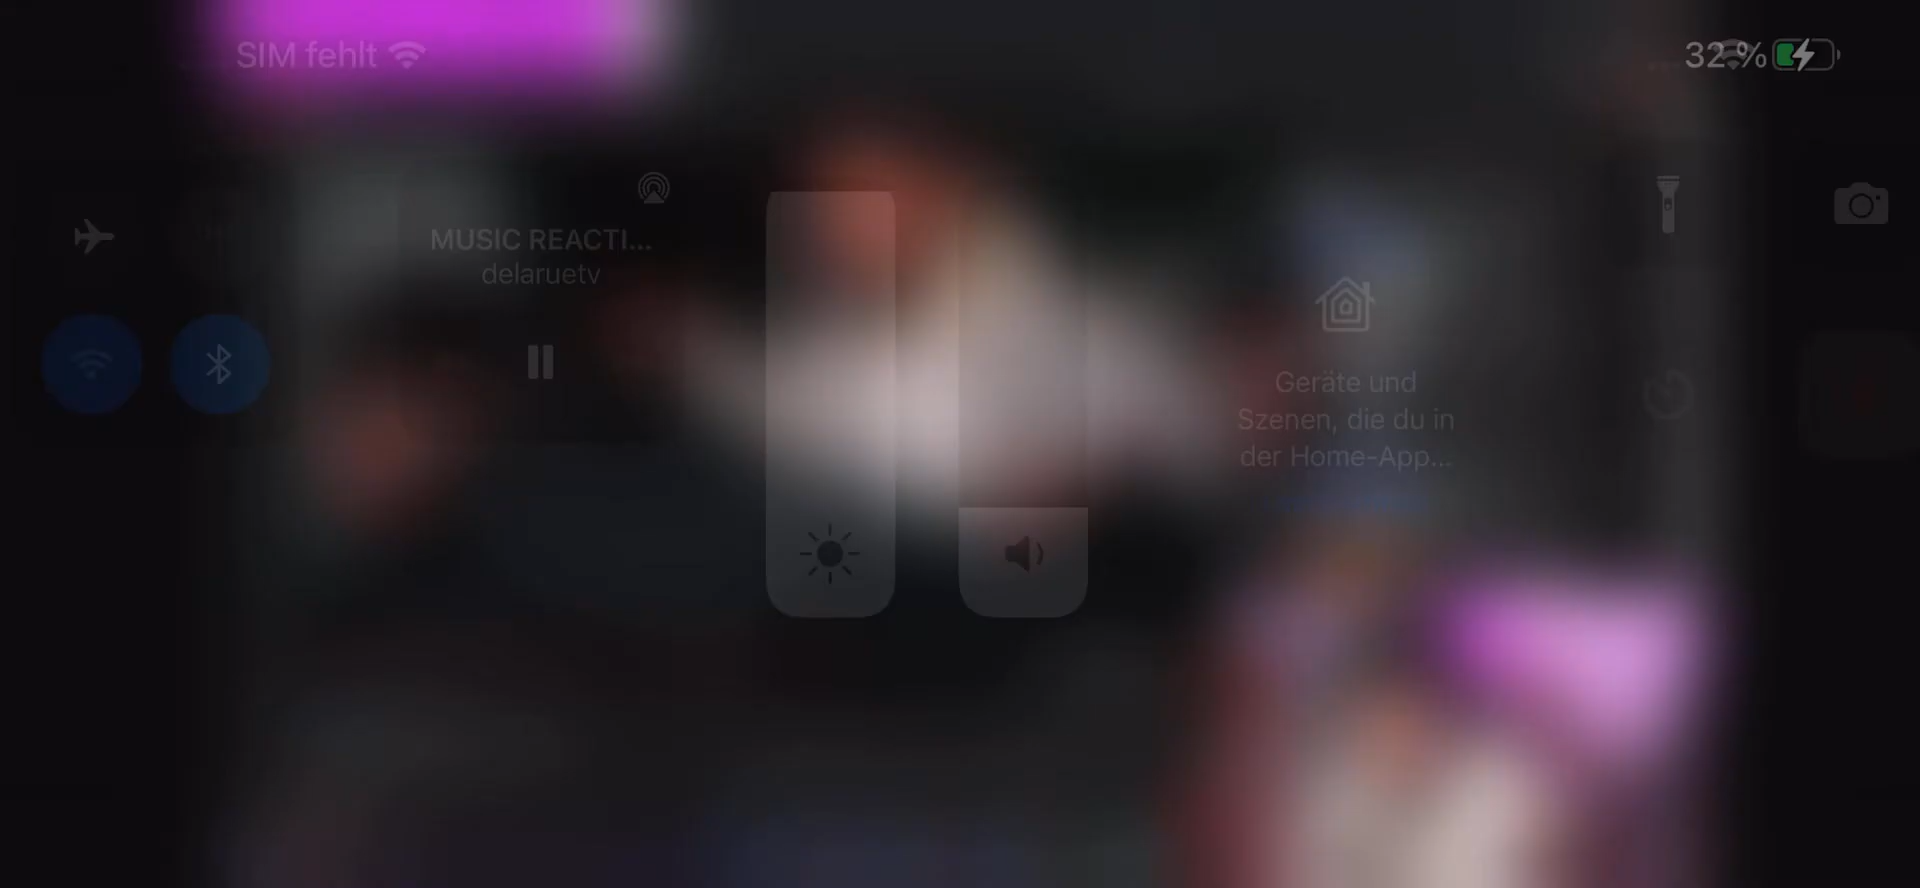 SIM fehlt
32 %
MUSIC REACTI...
delaruetv
Geräte und
Szenen, die du in
der Home-App...